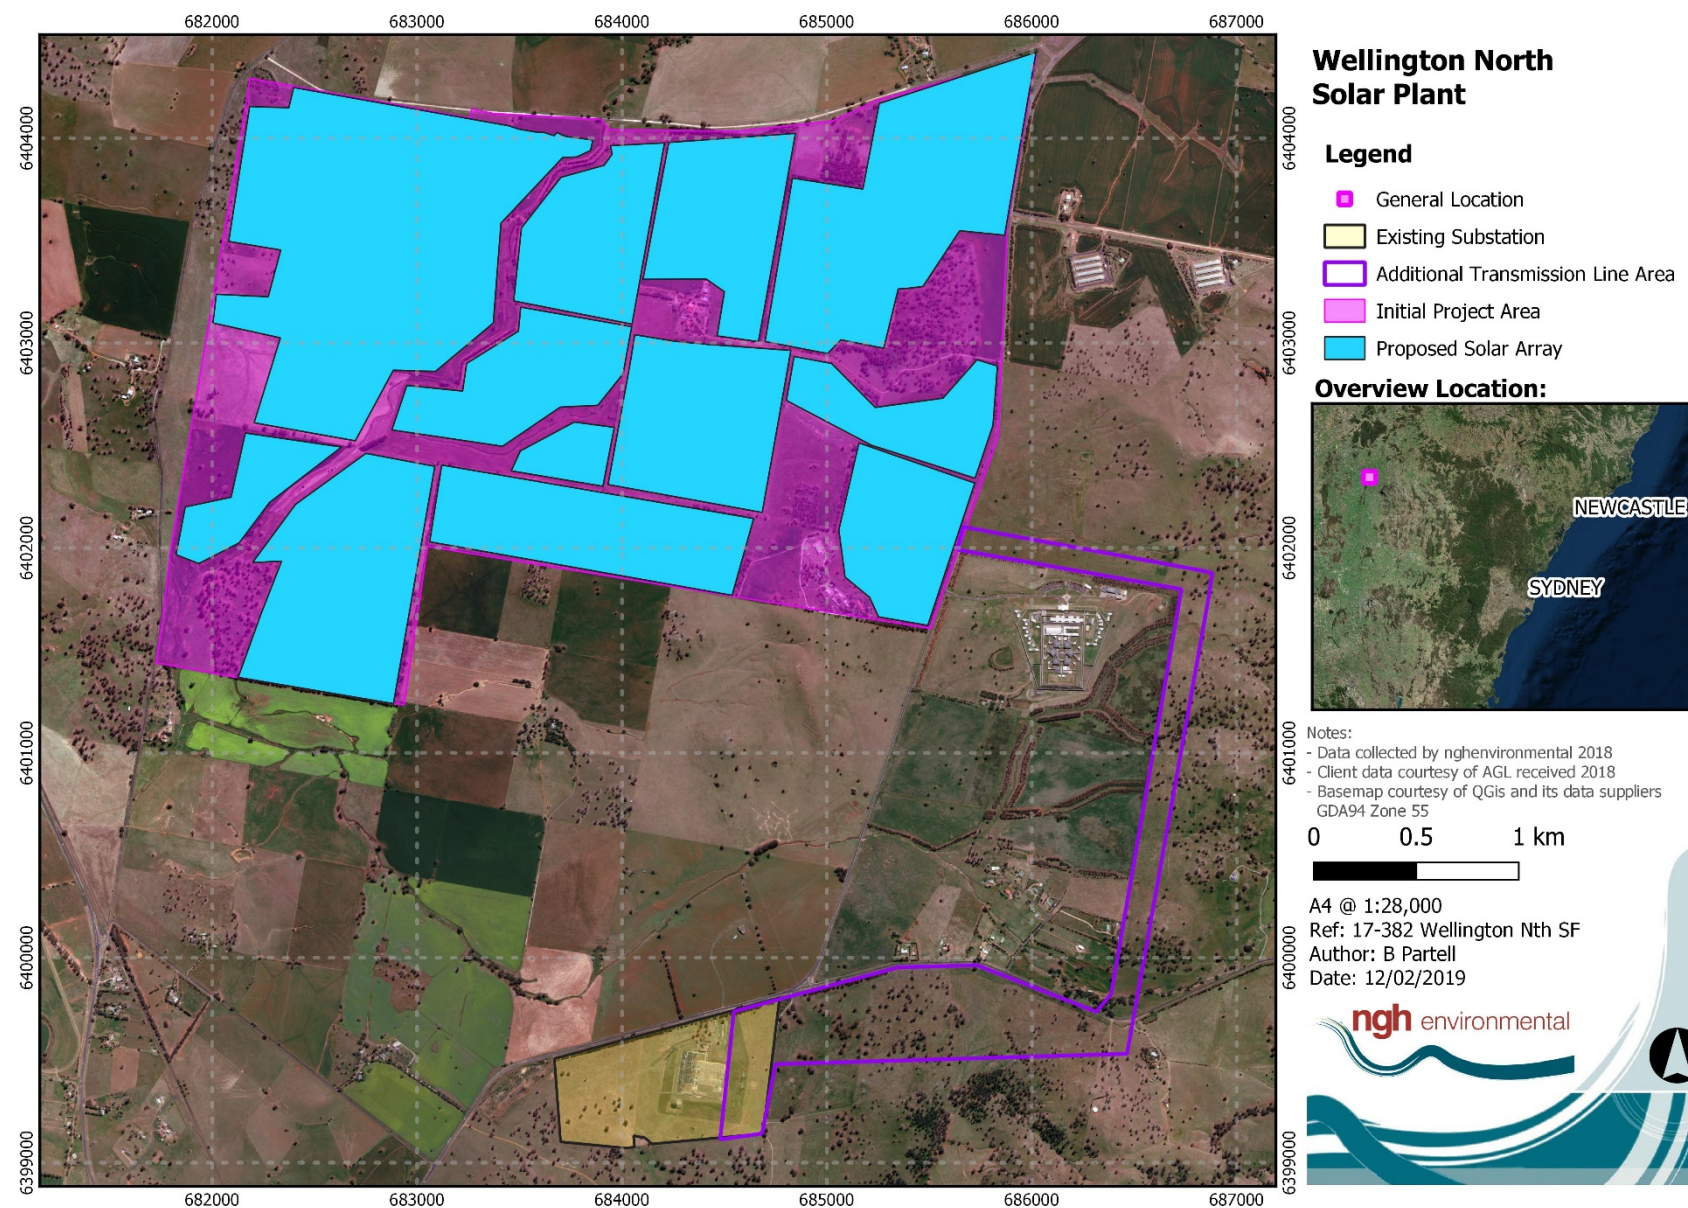 682000 683000 684000 685000 686000 687000
6404000
6403000
6402000
6401000
6400000
6399000
6404000
6403000
6402000
6401000
6400000
6399000
682000 683000 684000 685000 686000 687000
Wellington North
Solar Plant
Legend
General Location
Existing Substation
Additional Transmission Line Area
Initial Project Area
Proposed Solar Array
Overview Location:
NEWCASTLE
SYDNEY
Notes:
- Data collected by nghenvironmental 2018
- Client data courtesy of AGL received 2018
- Basemap courtesy of QGis and its data suppliers
GDA94 Zone 55
0 0.5 1 km
A4 @ 1:28,000
Ref: 17-382 Wellington Nth SF
Author: B Partell
Date: 12/02/2019
ngh environmental